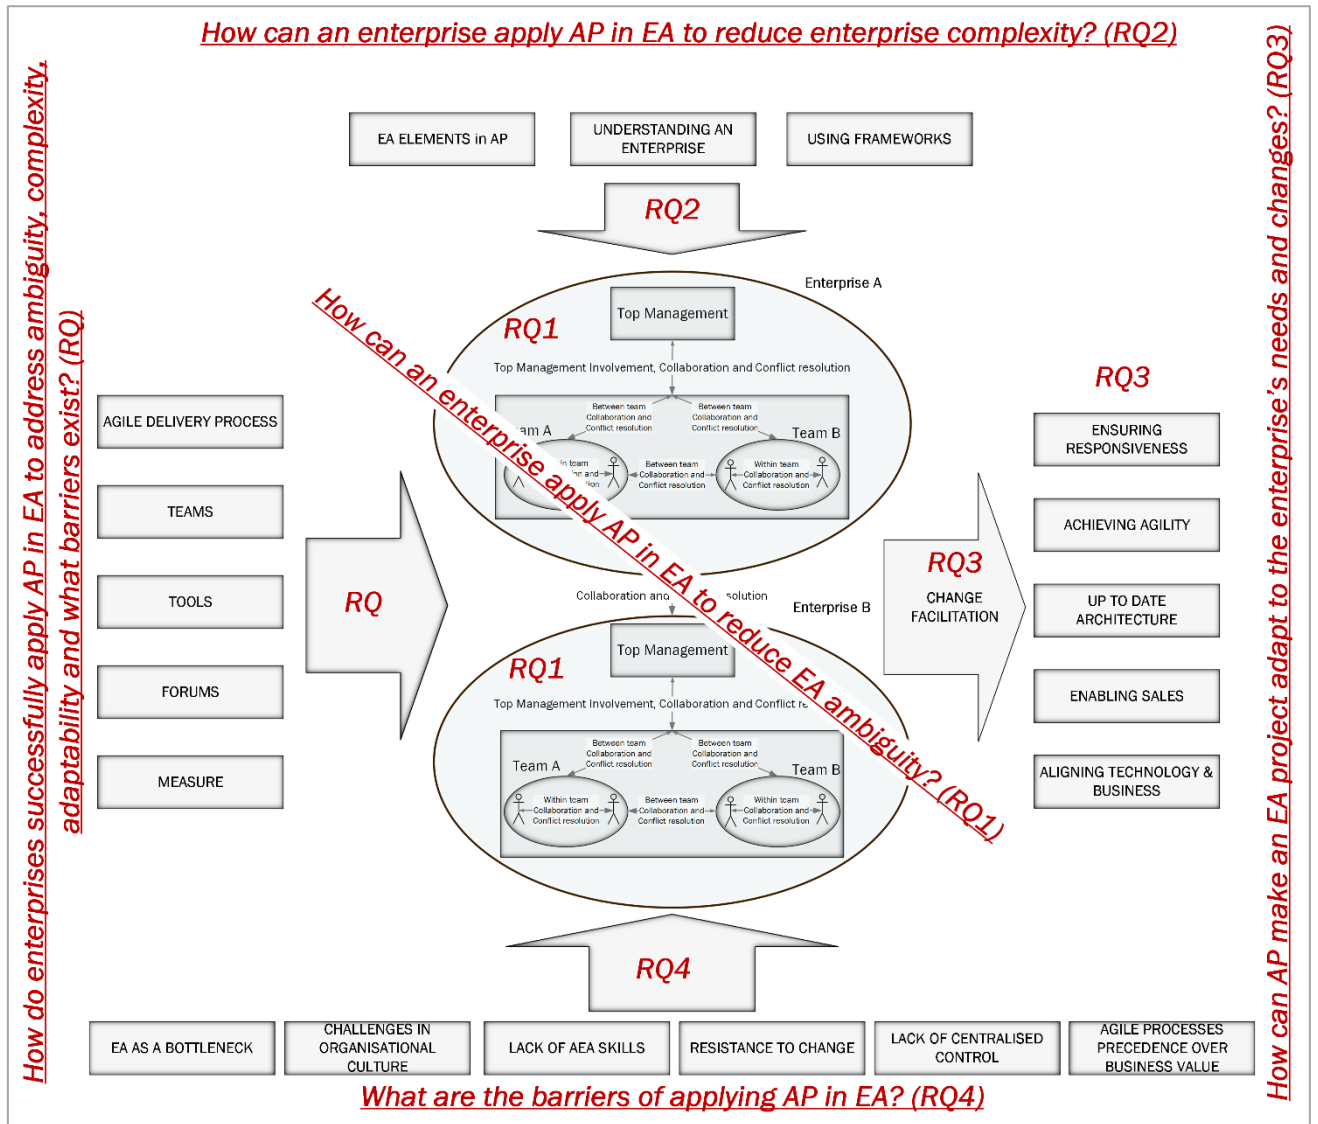 How can an enterprise apply AP in EA to reduce enterprise complexity? (RQ2)
How do enterprises successfully apply AP in EA to address ambiguity, complexity,
adaptability and what barriers exist? (RQ)
How can AP make an EA project adapt to the enterprise's needs and changes? (RQ3)
EA ELEMENTS in AP
UNDERSTANDING AN
ENTERPRISE
USING FRAMEWORKS
RQ2
Enterprise A
RQ1
Top Management
Top Management Involvement, Collaboration and Conflict resolution
Between team
Collaboration and
Conflict resolution
Between team
Collaboration and
Conflict resolution
A
Team B
team
Between team
Collaboration and
Conflict resolution
Within team
Collaboration and
Conflict resolution
How can an enterprise apply AP in EA to reduce EA ambiguity? (RQ1)
AGILE DELIVERY PROCESS
TEAMS
TOOLS
FORUMS
MEASURE
RQ
Collaboration and
Enterprise B
RQ1
Top Management
Top Management Involvement, Collaboration and Conflict
Between team
Collaboration and
Conflict resolution
Between team
Collaboration and
Conflict resolution
Team A
Team B
Within team
Collaboration and
Conflict resolution
Between team
Collaboration and
Conflict resolution
Within team
Collaboration and
Conflict resolution
RQ3
CHANGE
FACILITATION
RQ3
ENSURING
RESPONSIVENESS
ACHIEVING AGILITY
UP TO DATE
ARCHITECTURE
ENABLING SALES
ALIGNING TECHNOLOGY &
BUSINESS
RQ4
EA AS A BOTTLENECK
CHALLENGES IN
ORGANISATIONAL
CULTURE
LACK OF AEA SKILLS
RESISTANCE TO CHANGE
LACK OF CENTRALISED
CONTROL
AGILE PROCESSES
PRECEDENCE OVER
BUSINESS VALUE
What are the barriers of applying AP in EA? (RQ4)